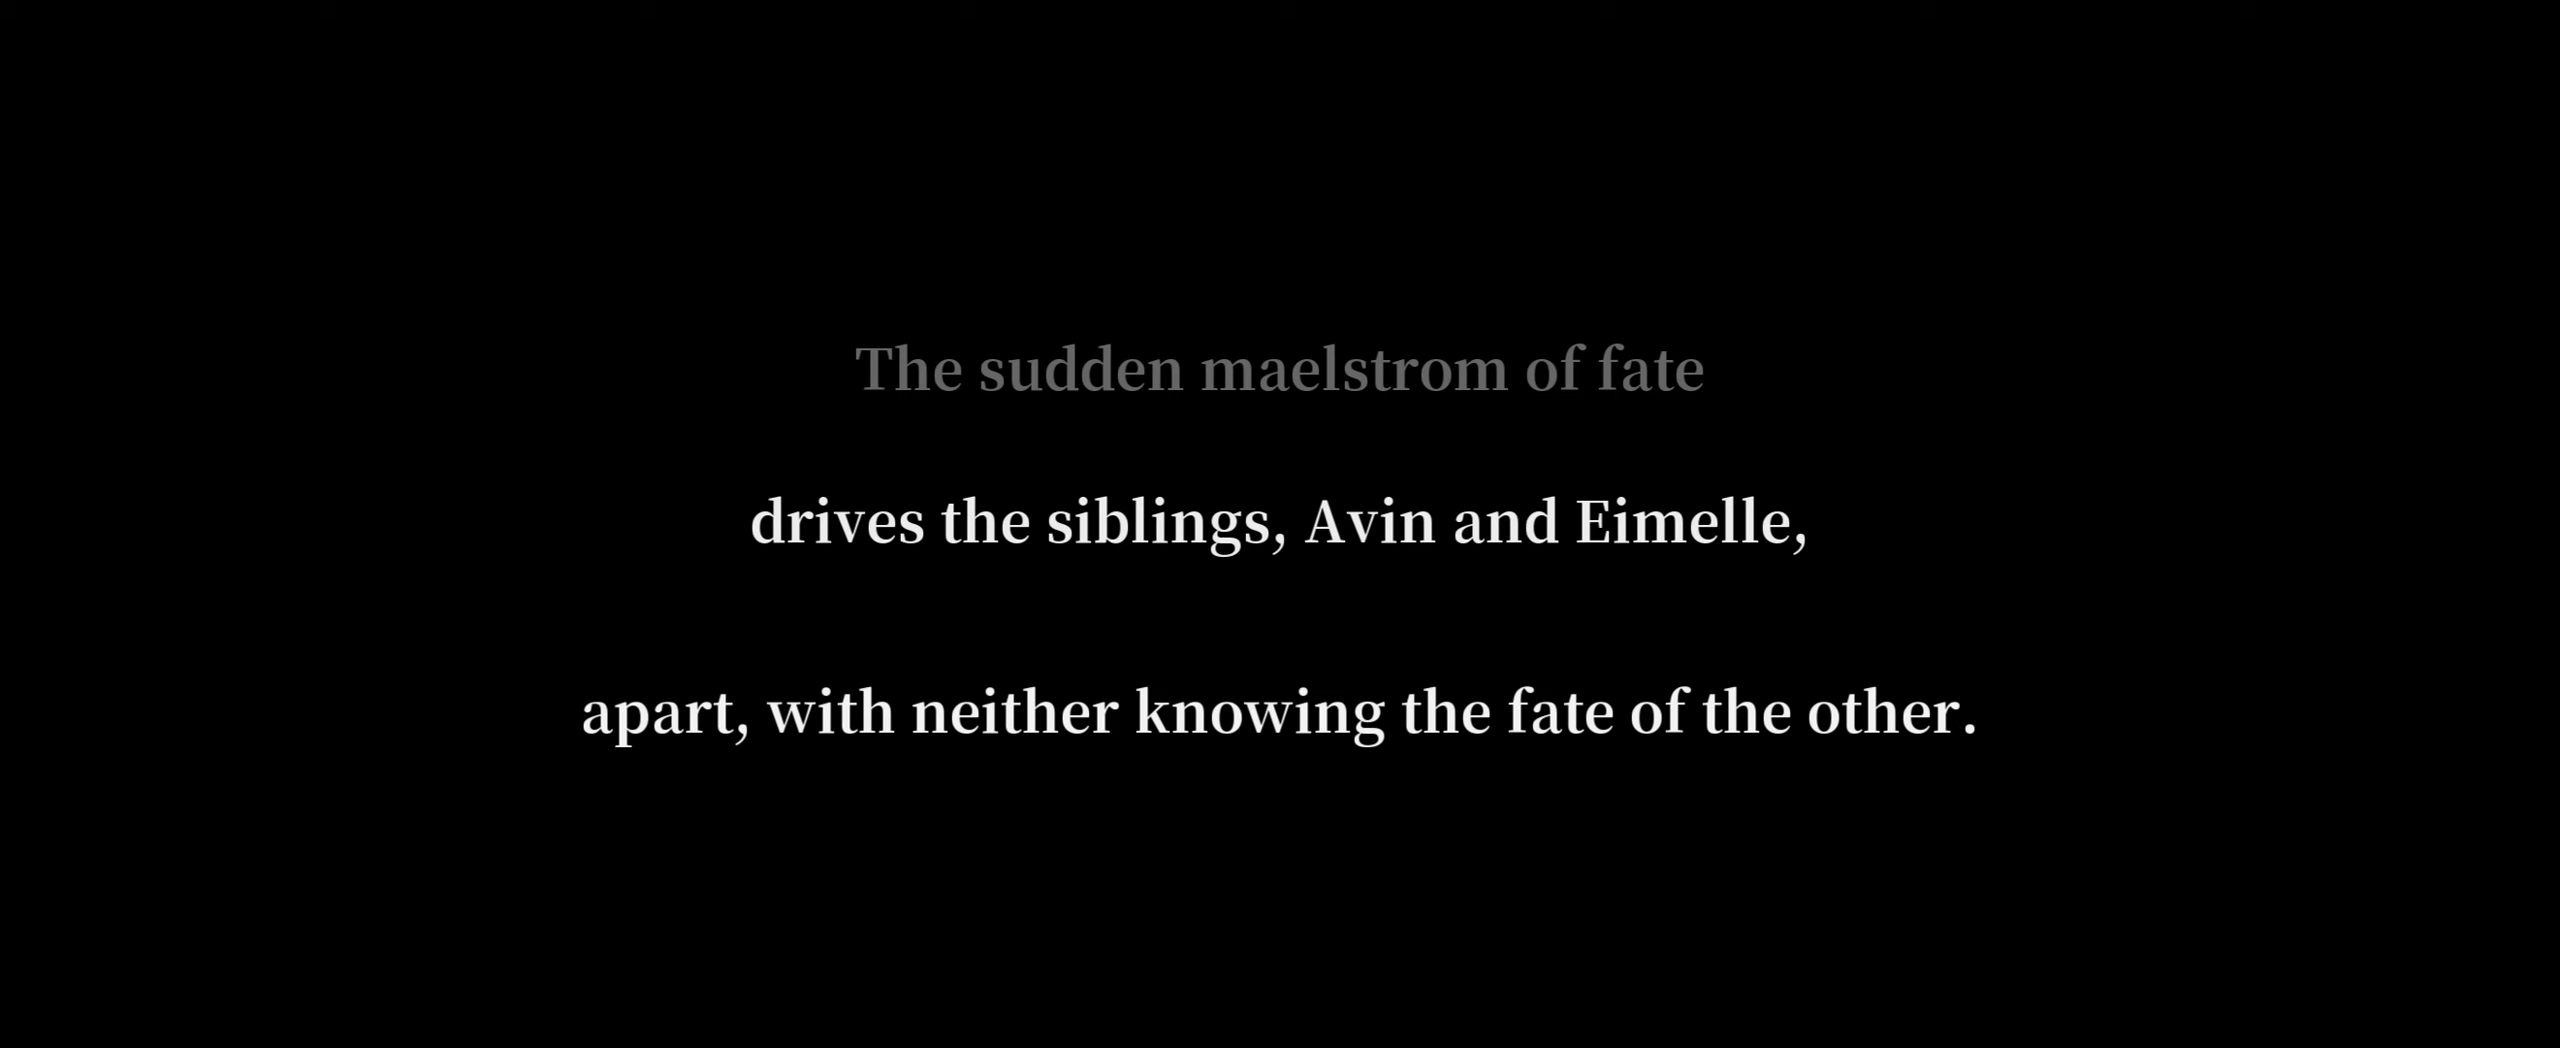 The sudden maelstrom of fate
drives the siblings, Avin and Eimelle,
apart, with neither knowing the fate of the other.